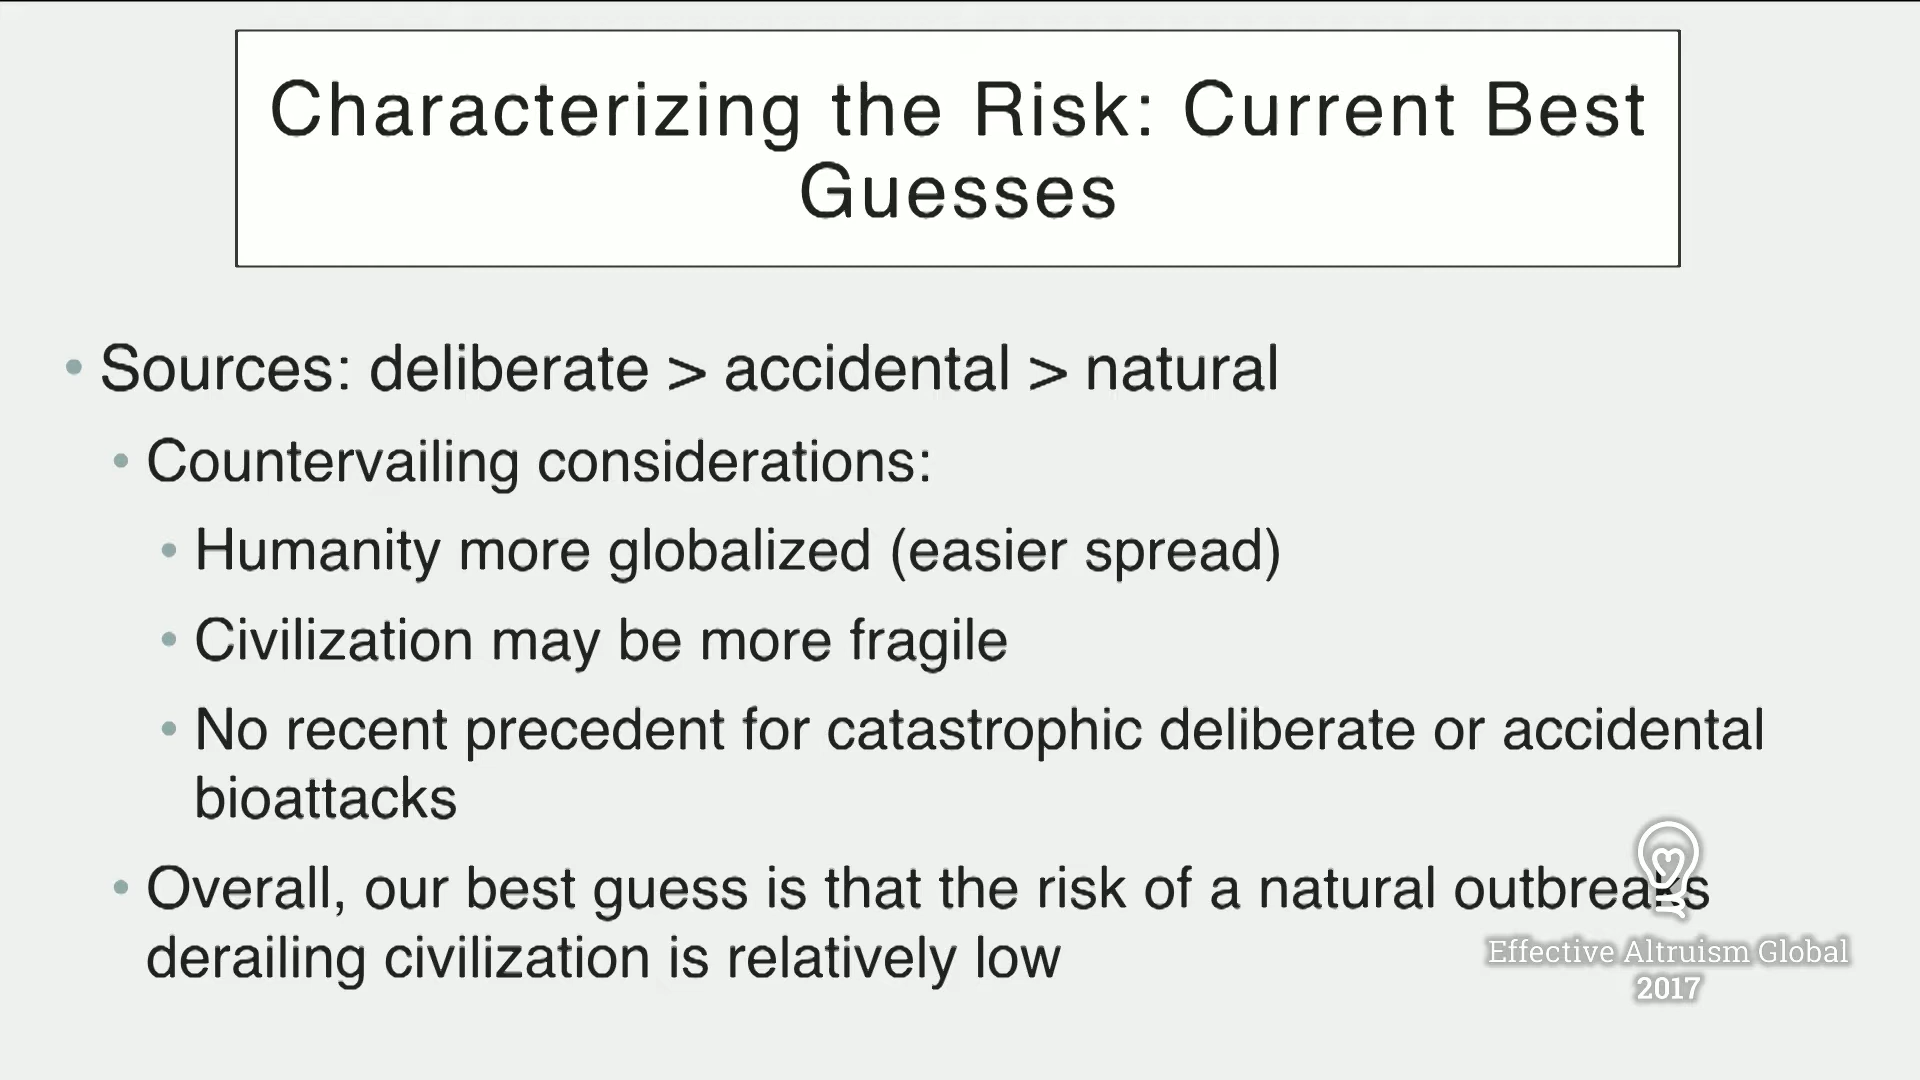 Characterizing the Risk: Current Best
Guesses
• Sources: deliberate > accidental > natural
• Countervailing considerations:
• Humanity more globalized (easier spread)
• Civilization may be more fragile
• No recent precedent for catastrophic deliberate or accidental
bioattacks
• Overall, our best guess is that the risk of a natural outbreaks
derailing civilization is relatively low
Effective Altruism Global
2017